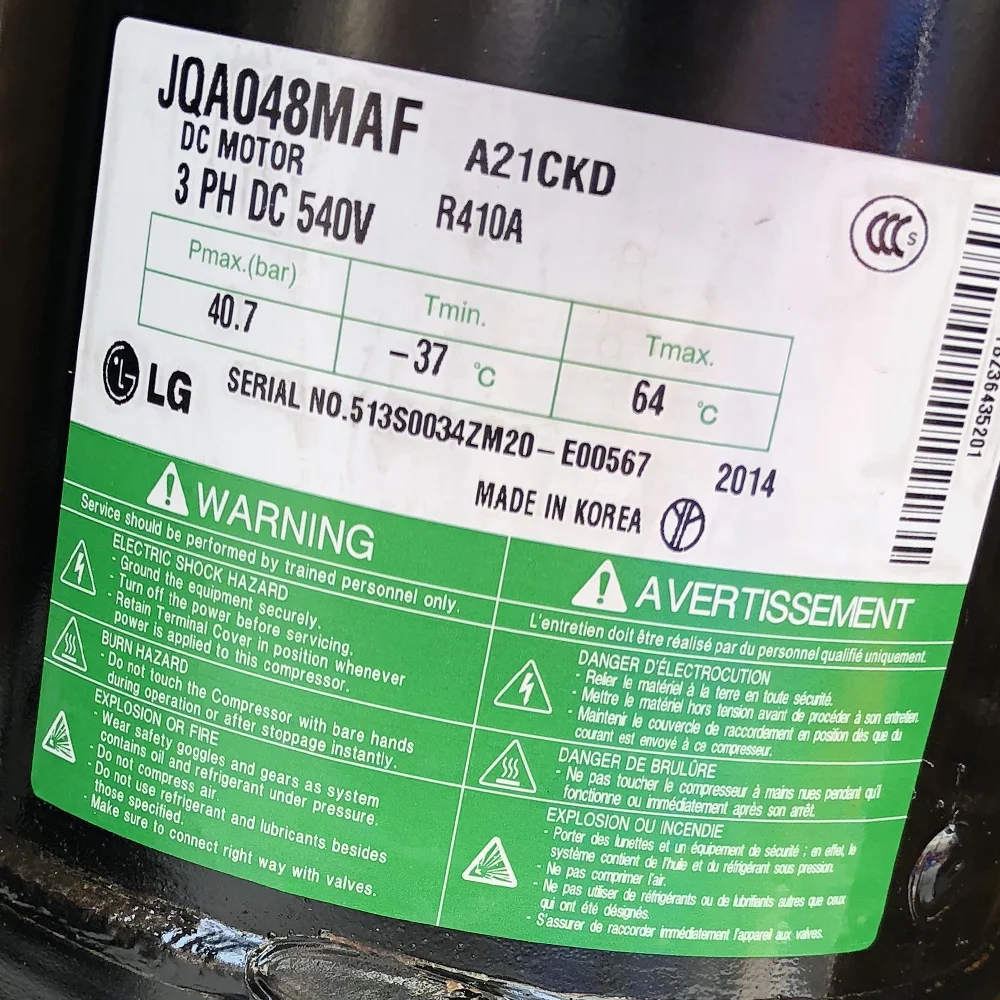 JQA048MAF
A21CKD
DC MOTOR
3 PH DC 540V
R410A
CCC S
Pmax.(bar)
Tmin.
Tmax.
40.7
-37 ℃
64 ℃
LG
SERIAL NO.513S0034ZM20-E00567
2014
MADE IN KOREA
WARNING
Service should be performed by trained personnel only.
ELECTRIC SHOCK HAZARD
- Ground the equipment securely.
- Turn off the power before servicing.
- Retain Terminal Cover in position whenever
power is applied to this compressor.
BURN HAZARD
- Do not touch the Compressor with bare hands
during operation or after stoppage instantly.
EXPLOSION OR FIRE
- Wear safety goggles and gears as system
contains oil and refrigerant under pressure.
- Do not compress air.
- Do not use refrigerant and lubricants besides
those specified.
- Make sure to connect right way with valves.
AVERTISSEMENT
L'entretien doit être réalisé par du personnel qualifié uniquement.
DANGER D'ÉLECTROCUTION
- Relier le matériel à la terre en toute sécurité.
- Mettre le matériel hors tension avant de procéder à son entretien.
- Maintenir le couvercle de raccordement en position dès que du
courant est envoyé à ce compresseur.
DANGER DE BRULÛRE
- Ne pas toucher le compresseur à mains nues pendant qu'il
fonctionne ou immédiatement après son arrêt.
EXPLOSION OU INCENDIE
- Porter des lunettes et un équipement de sécurité ; en effet, le
système contient de l'huile et du réfrigérant sous pression.
- Ne pas comprimer l'air.
- Ne pas utiliser de réfrigérants ou de lubrifiants autres que ceux
qui ont été désignés.
- S'assurer de raccorder immédiatement l'appareil aux valves.